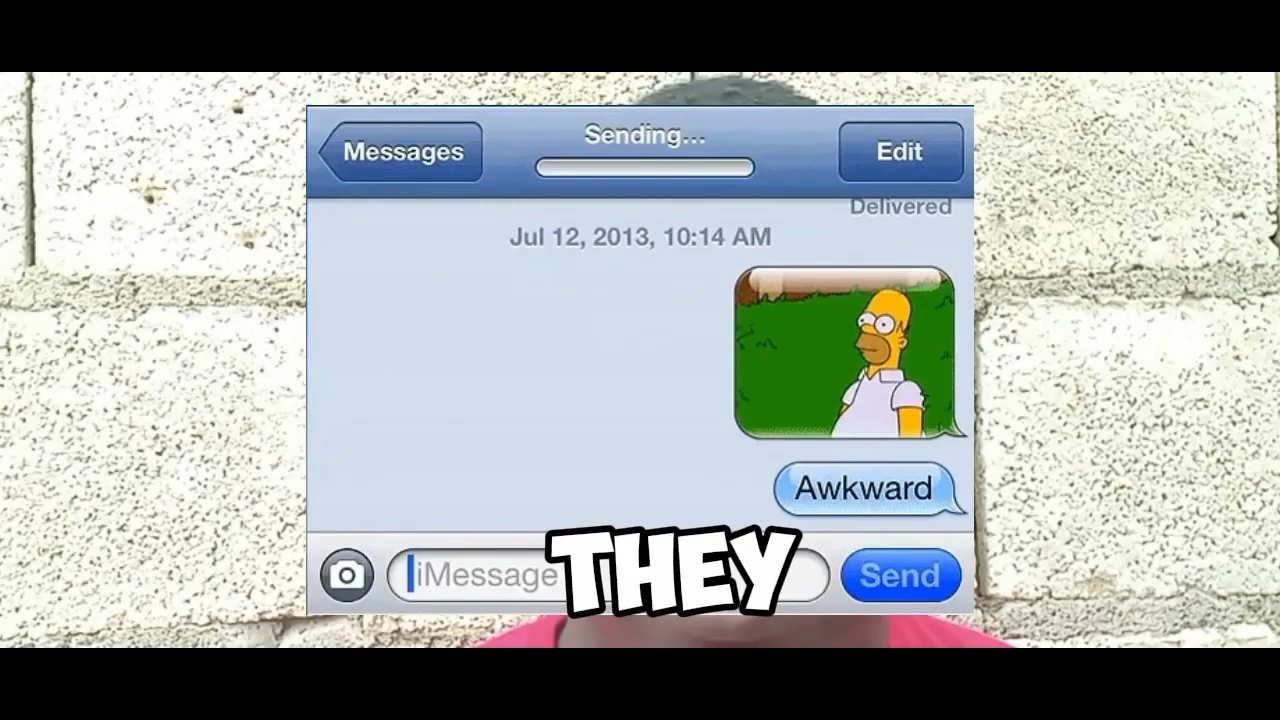 Messages
Sending...
Edit
Delivered
Jul 12, 2013, 10:14 AM
Awkward
iMessage
Send
THEY